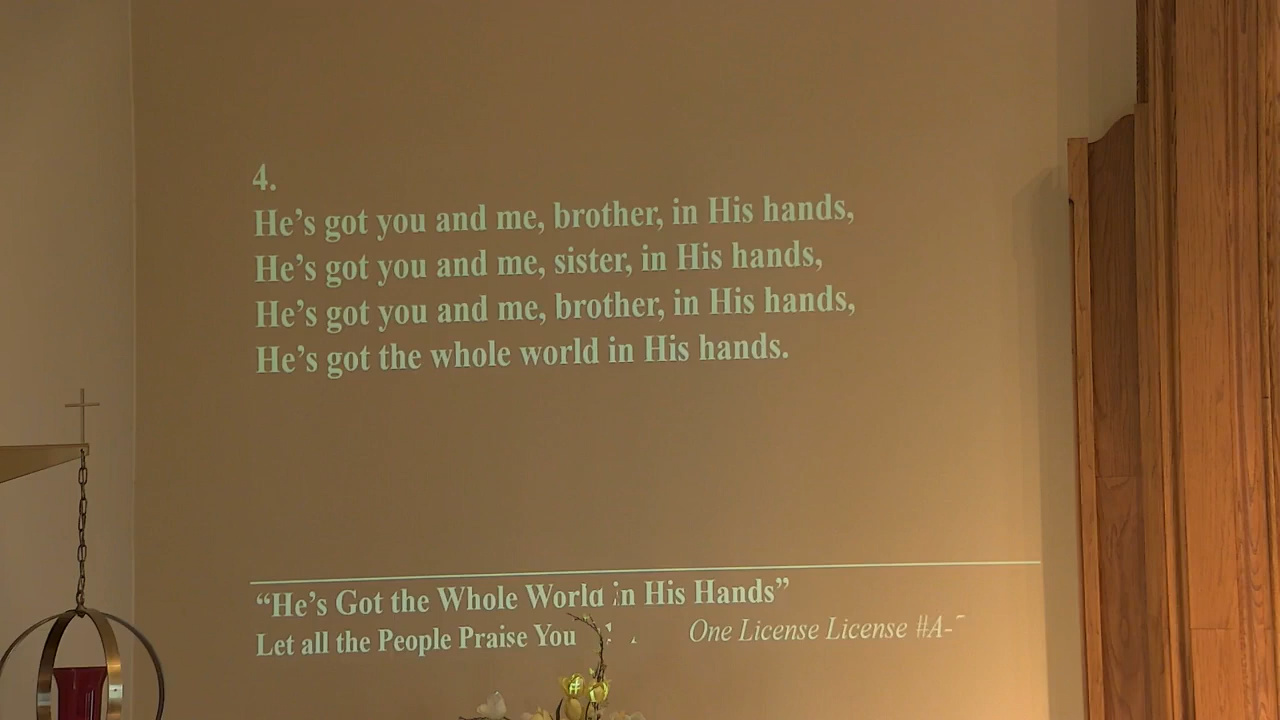 4.
He’s got you and me, brother, in His hands,
He’s got you and me, sister, in His hands,
He’s got you and me, brother, in His hands,
He’s got the whole world in His hands.
“He’s Got the Whole World in His Hands”
Let all the People Praise You
One License License #A-